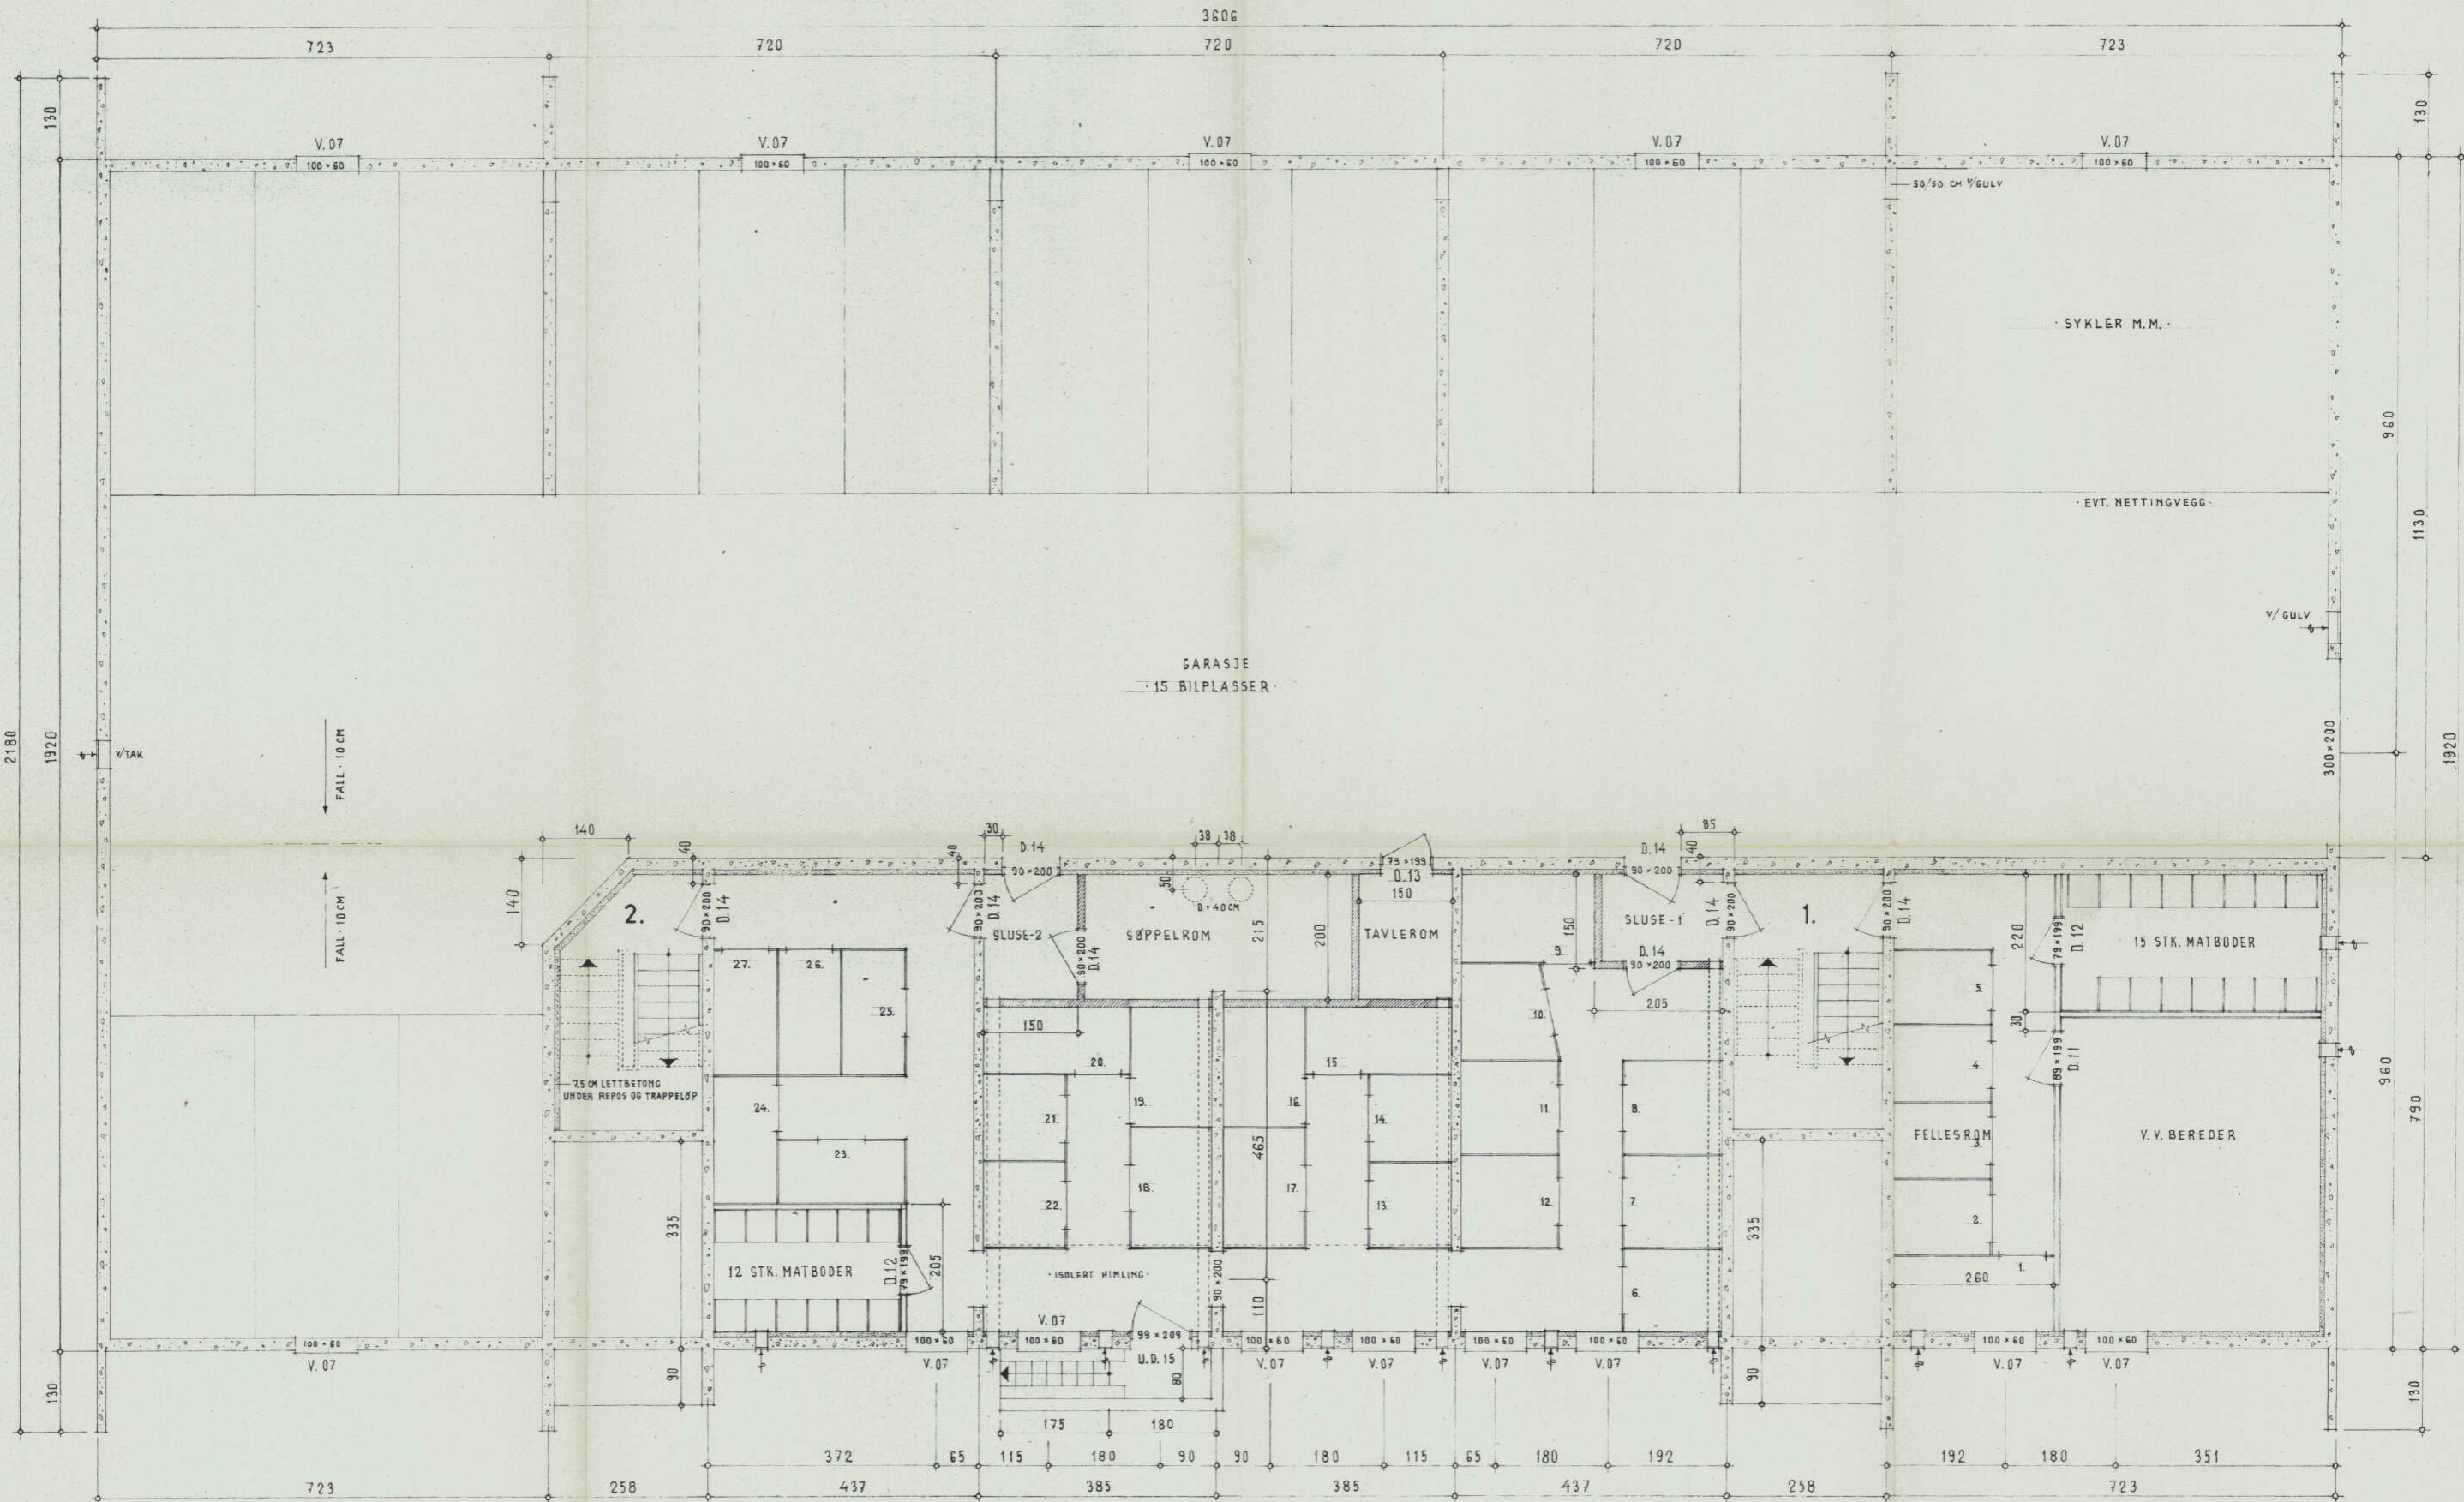 3606
723
720
720
720
723
130
130
V.07
V.07
V.07
V.07
V.07
100×60
100×60
100×60
100×60
100×60
50/50 CM V/GULV
· SYKLER M.M. ·
960
· EVT. NETTINGVEGG ·
1130
V/ GULV
GARASJE
· 15 BILPLASSER ·
2180
1920
V/TAK
FALL · 10 CM
300×200
1920
140
40
40
30
D.14
38
38
85
D.14
40
90×200
79×199
D.13
90×200
140
2.
90×200
D.14
90×200
D.14
50
D=40CM
150
150
SLUSE-1
D.14
90×200
1.
90×200
D.14
FALL · 10 CM
SLUSE-2
90×200
D.14
SØPPELROM
215
200
TAVLEROM
D.14
90×200
220
79×199
D.12
15 STK. MATBODER
27.
26.
25.
9.
10.
205
5.
30
150
20.
15.
4.
89×199
D.11
960
7.5 CM LETTBETONG
UNDER REPOS OG TRAPPELØP
24.
21.
19.
16.
14.
11.
8.
790
465
FELLESROM
3.
V.V. BEREDER
23.
22.
18.
17.
13.
12.
7.
2.
335
335
12 STK. MATBODER
D.12
79×199
205
· ISOLERT HIMLING ·
90×200
110
6.
1.
260
V.07
100×60
100×60
100×60
99×209
100×60
100×60
100×60
100×60
100×60
100×60
V.07
V.07
U.D.15
V.07
V.07
V.07
V.07
V.07
V.07
130
90
80
90
130
175
180
372
65
115
180
90
90
180
115
65
180
192
192
180
351
723
258
437
385
385
437
258
723